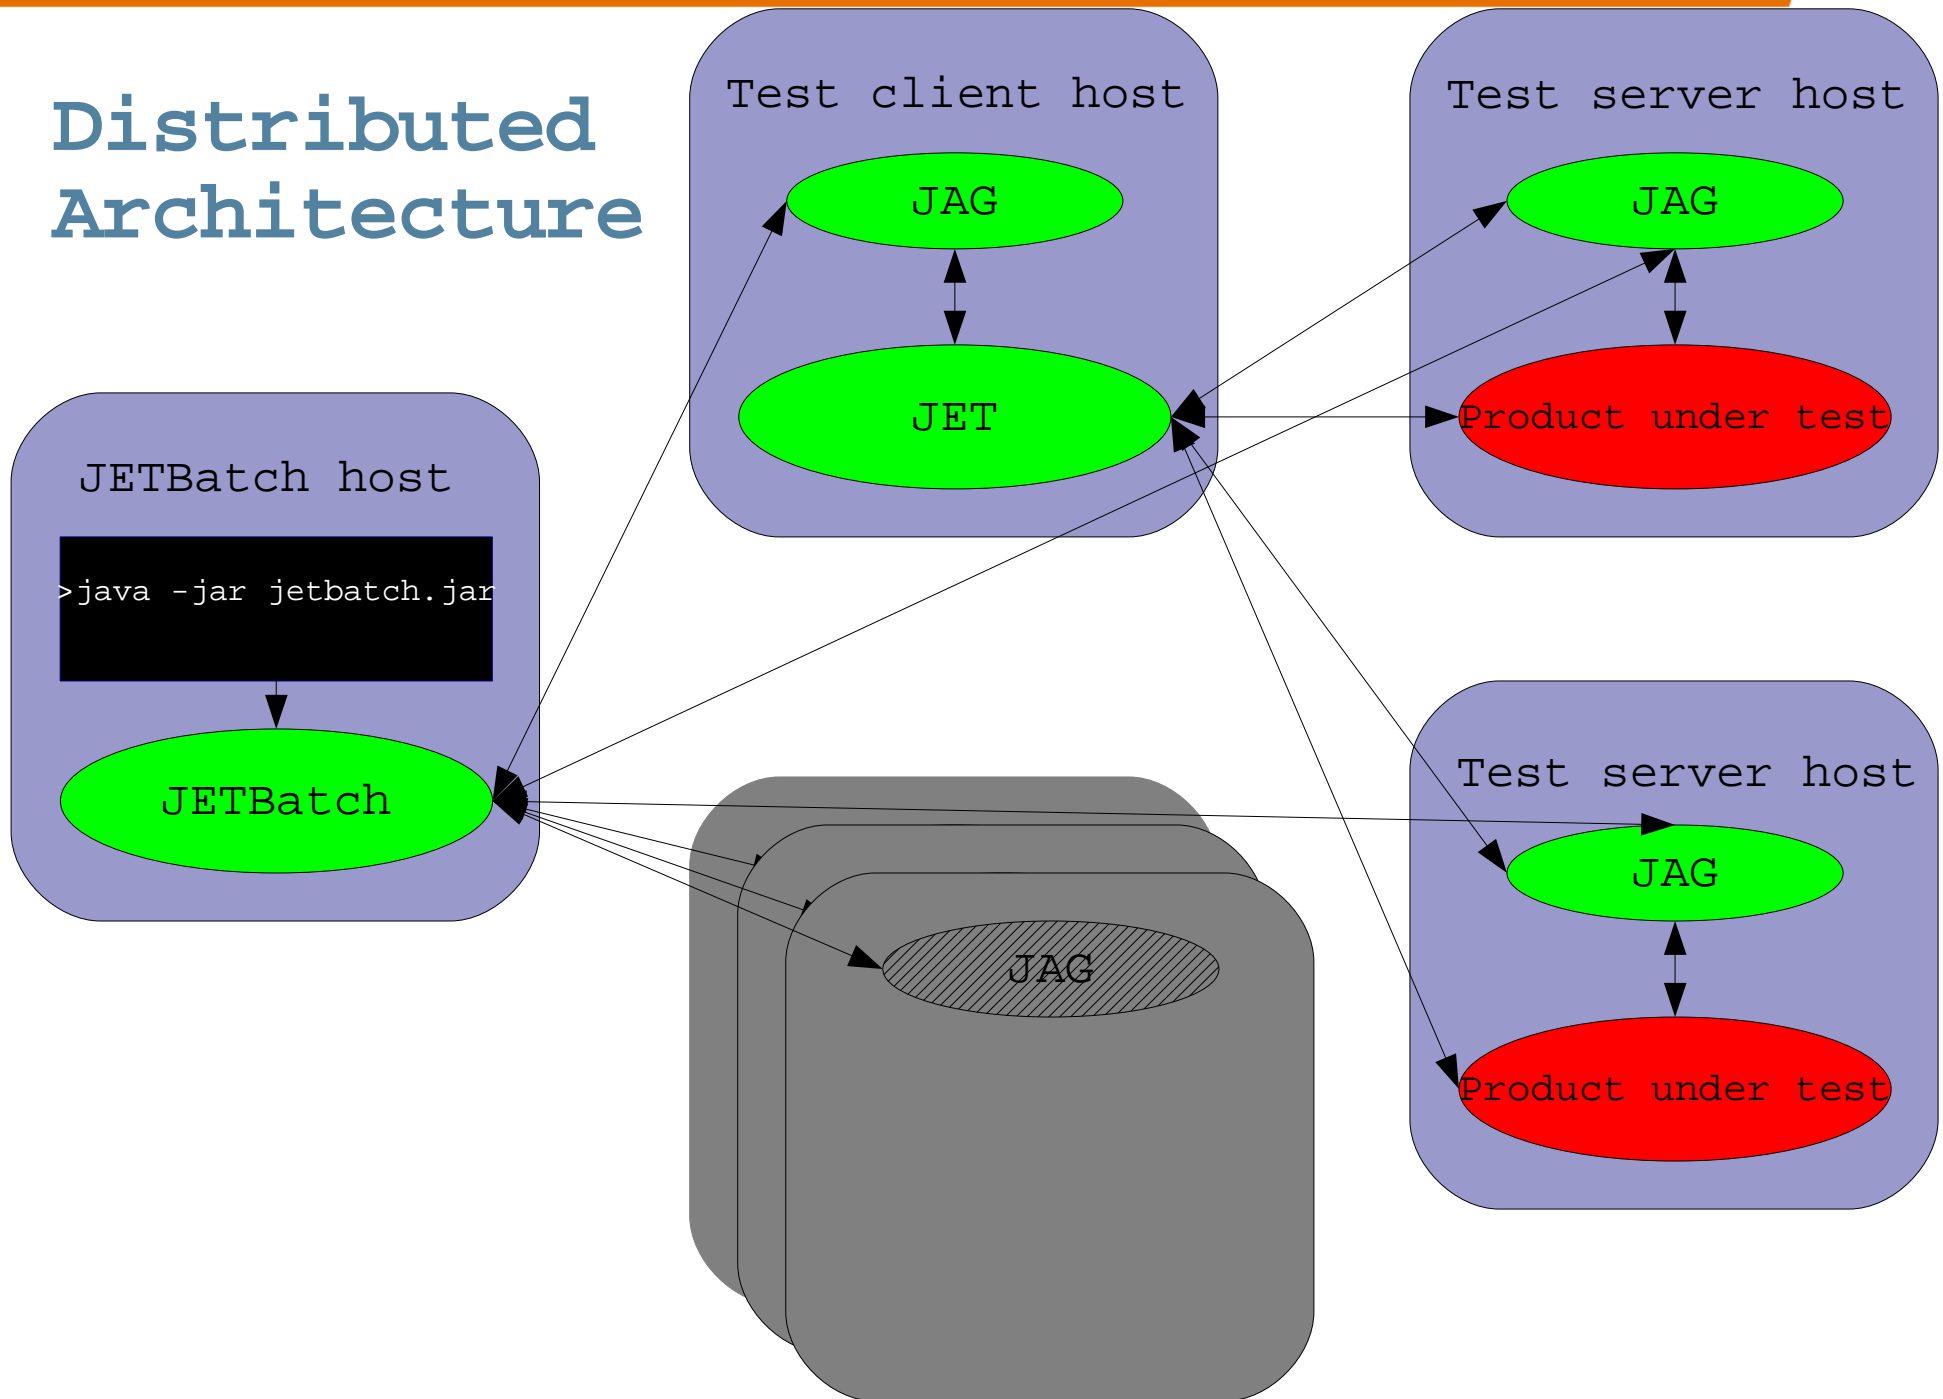 Distributed
Architecture
Test client host
JAG
JET
Test server host
JAG
Product under test
JETBatch host
>java -jar jetbatch.jar
JETBatch
JAG
Test server host
JAG
Product under test